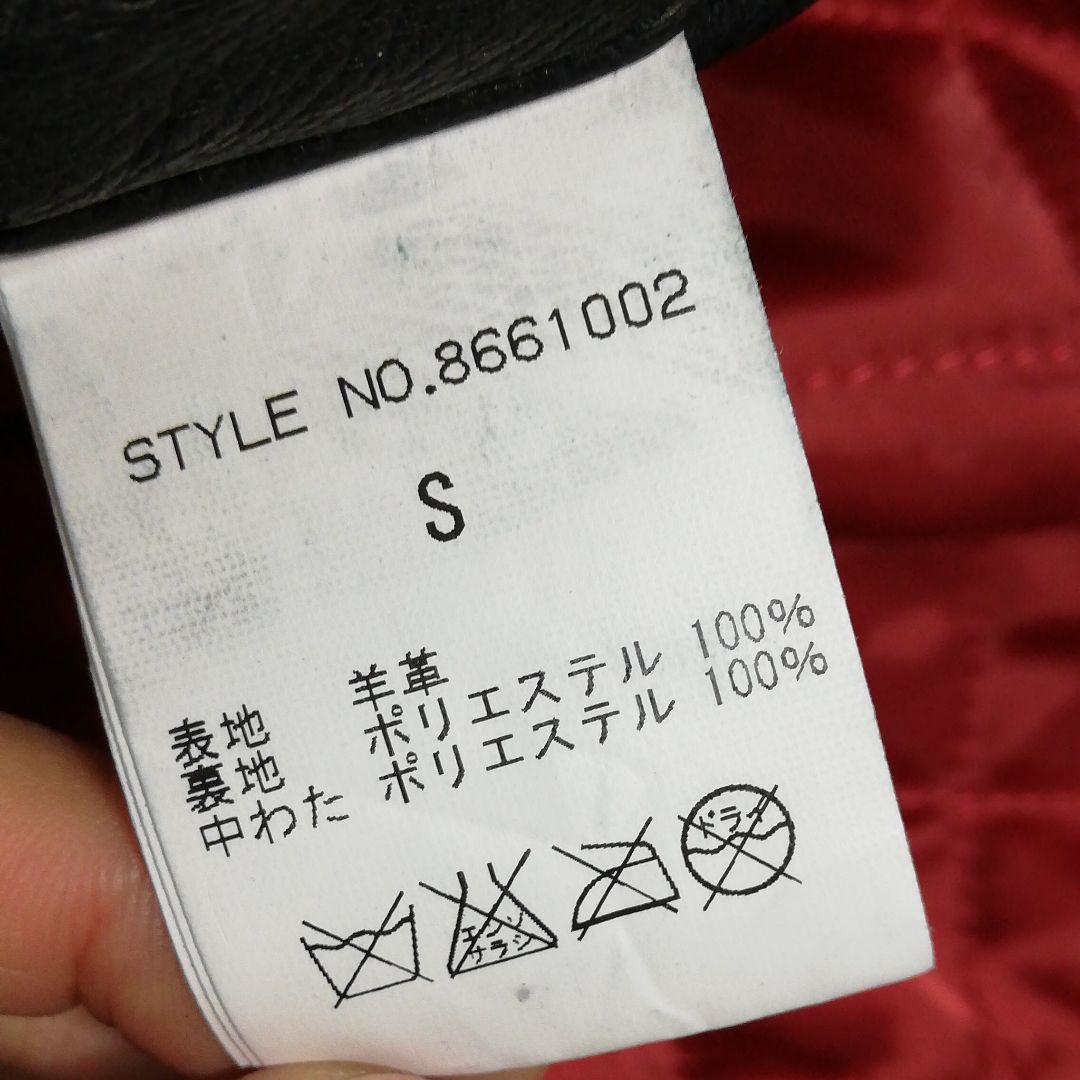 STYLE NO.8661002
S
表地 羊革
裏地 ポリエステル 100%
中わた ポリエステル 100%
エンソ サラシ ドライ